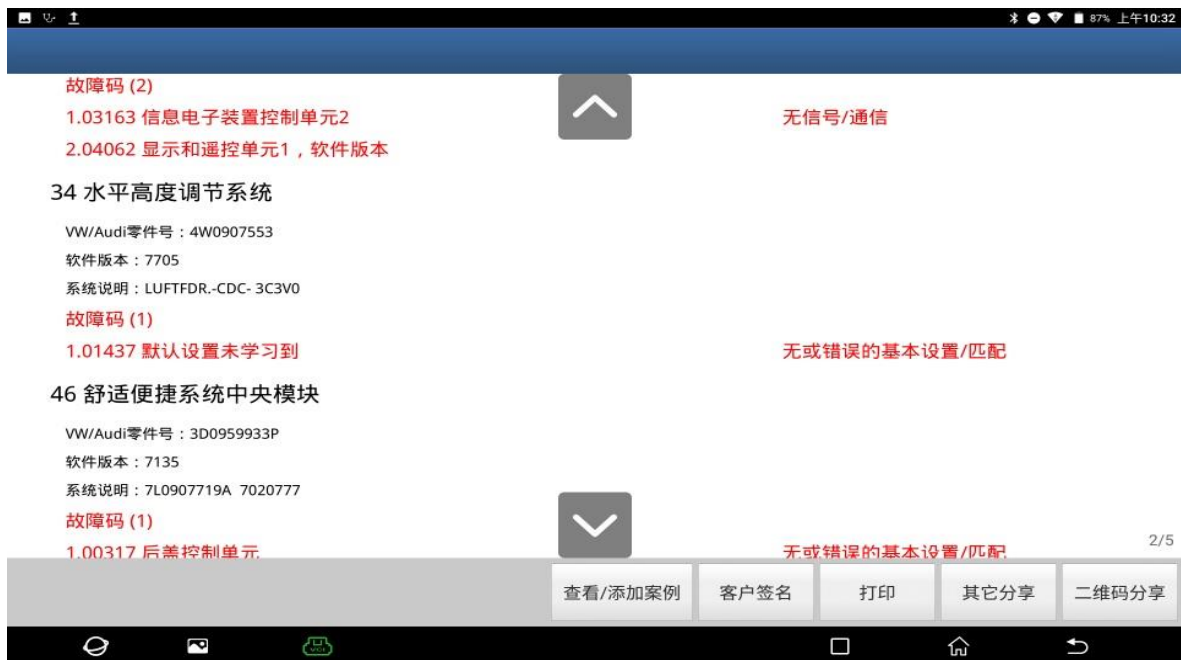 87% 上午10:32
故障码 (2)
1.03163 信息电子装置控制单元2 无信号/通信
2.04062 显示和遥控单元1，软件版本
34 水平高度调节系统
VW/Audi零件号：4W0907553
软件版本：7705
系统说明：LUFTFDR.-CDC- 3C3V0
故障码 (1)
1.01437 默认设置未学习到 无或错误的基本设置/匹配
46 舒适便捷系统中央模块
VW/Audi零件号：3D0959933P
软件版本：7135
系统说明：7L0907719A 7020777
故障码 (1)
1.00317 后盖控制单元 无或错误的基本设置/匹配
2/5
查看/添加案例 客户签名 打印 其它分享 二维码分享
VCI